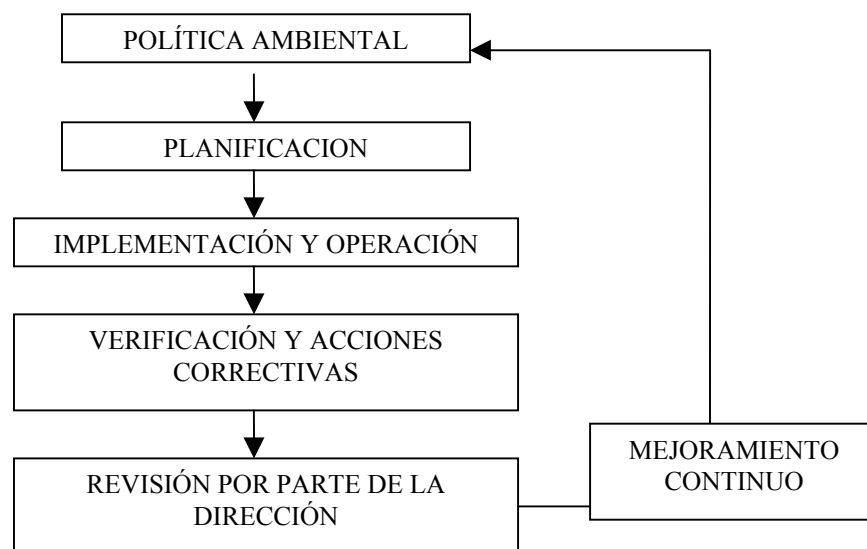 POLÍTICA AMBIENTAL
PLANIFICACION
IMPLEMENTACIÓN Y OPERACIÓN
VERIFICACIÓN Y ACCIONES
CORRECTIVAS
REVISIÓN POR PARTE DE LA
DIRECCIÓN
MEJORAMIENTO
CONTINUO